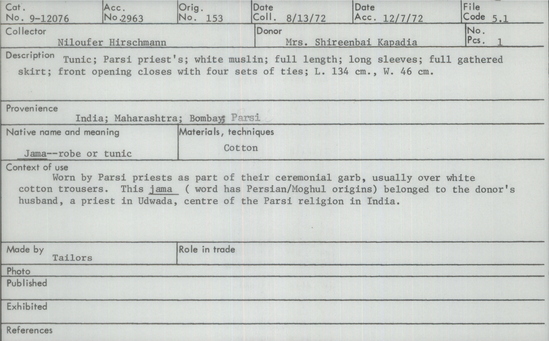 Cat. Acc. Orig. Date Date File
No. 9-12076 No.2963 No. 153 Coll. 8/13/72 Acc. 12/7/72 Code 5.1
Collector Donor No.
Niloufer Hirschmann Mrs. Shireenbai Kapadia Pcs. 1
Description Tunic; Parsi priest's; white muslin; full length; long sleeves; full gathered
skirt; front opening closes with four sets of ties; L. 134 cm., W. 46 cm.
Provenience
India; Maharashtra; Bombay; Parsi
Native name and meaning Materials, techniques
Jama--robe or tunic Cotton
Context of use
Worn by Parsi priests as part of their ceremonial garb, usually over white
cotton trousers. This jama ( word has Persian/Moghul origins) belonged to the donor's
husband, a priest in Udwada, centre of the Parsi religion in India.
Made by Role in trade
Tailors
Photo
Published
Exhibited
References